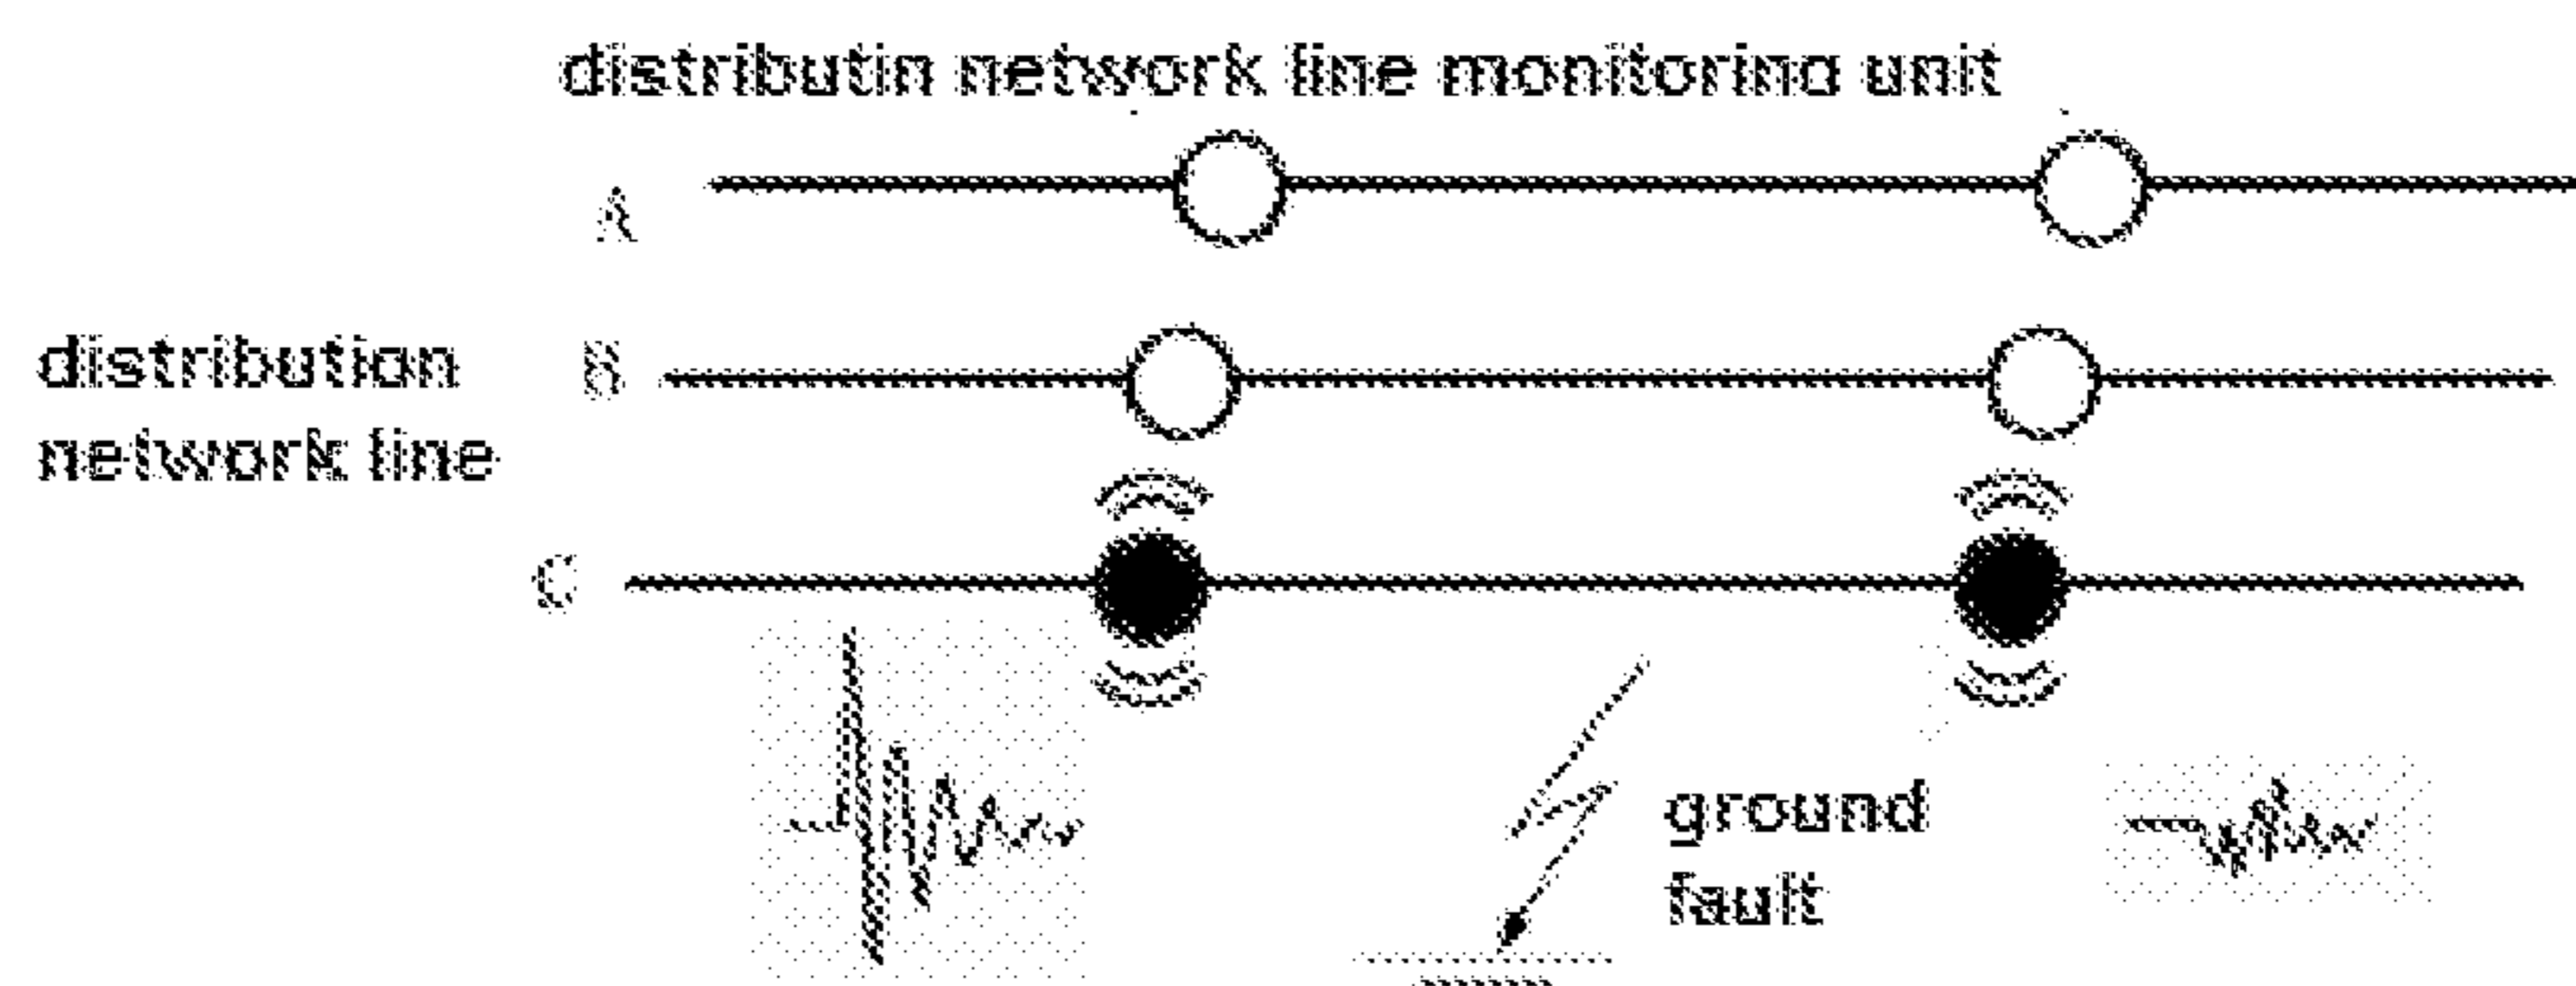 distributin network line monitoring unit
A
distribution
network line
B
C
ground
fault